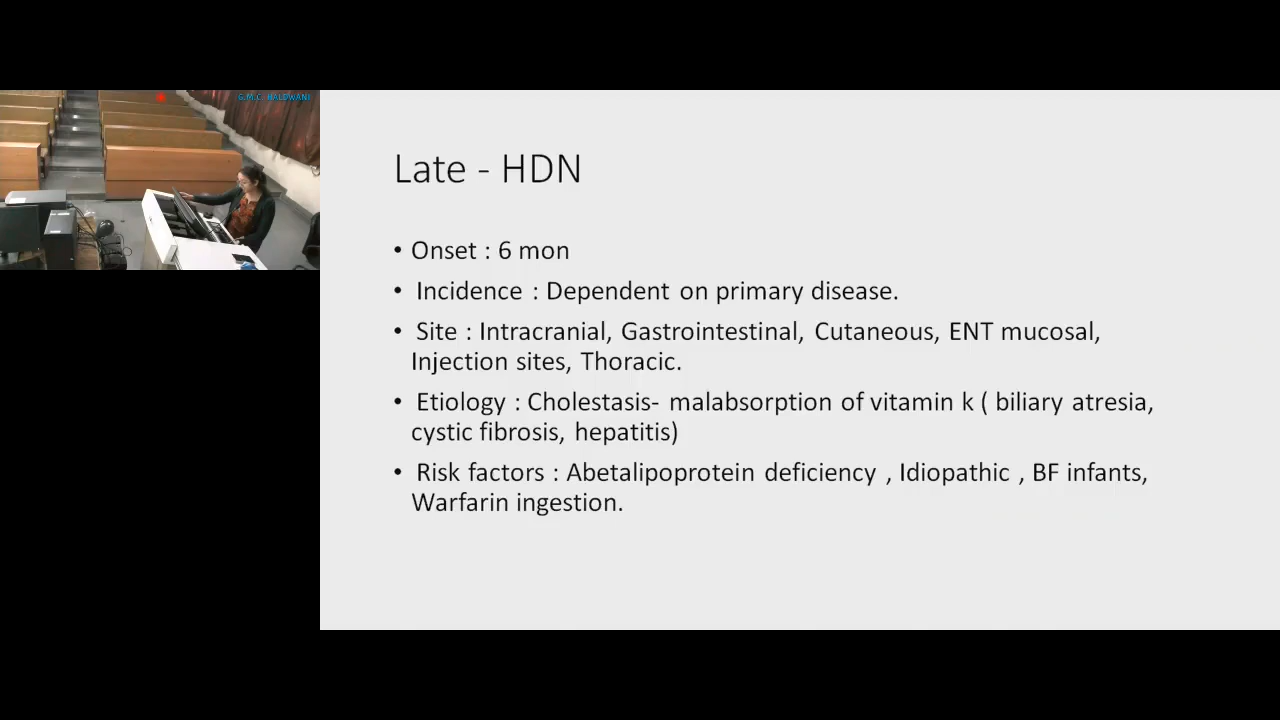 G.M.C HALDWANI
Late - HDN
• Onset : 6 mon
• Incidence : Dependent on primary disease.
• Site : Intracranial, Gastrointestinal, Cutaneous, ENT mucosal,
Injection sites, Thoracic.
• Etiology : Cholestasis- malabsorption of vitamin k ( biliary atresia,
cystic fibrosis, hepatitis)
• Risk factors : Abetalipoprotein deficiency , Idiopathic , BF infants,
Warfarin ingestion.